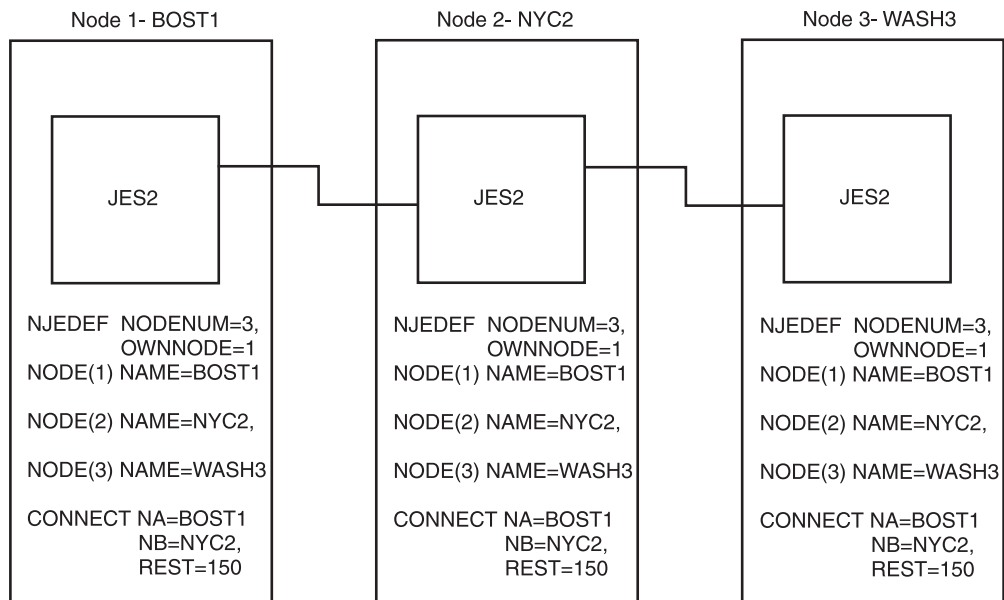 Node 1- BOST1
JES2
NJEDEF NODENUM=3,
OWNNODE=1
NODE(1) NAME=BOST1
NODE(2) NAME=NYC2,
NODE(3) NAME=WASH3
CONNECT NA=BOST1
NB=NYC2,
REST=150
Node 2- NYC2
JES2
NJEDEF NODENUM=3,
OWNNODE=1
NODE(1) NAME=BOST1
NODE(2) NAME=NYC2,
NODE(3) NAME=WASH3
CONNECT NA=BOST1
NB=NYC2,
REST=150
Node 3- WASH3
JES2
NJEDEF NODENUM=3,
OWNNODE=1
NODE(1) NAME=BOST1
NODE(2) NAME=NYC2,
NODE(3) NAME=WASH3
CONNECT NA=BOST1
NB=NYC2,
REST=150